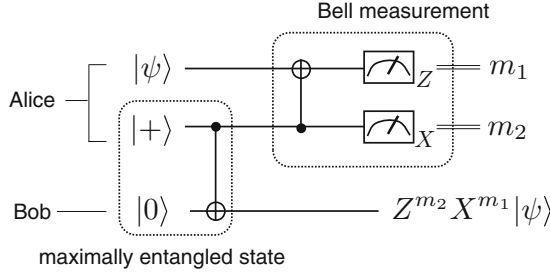 Bell measurement
|ψ⟩ Z m₁
Alice
|+⟩ X m₂
Bob |0⟩ Z^{m₂} X^{m₁}|ψ⟩
maximally entangled state